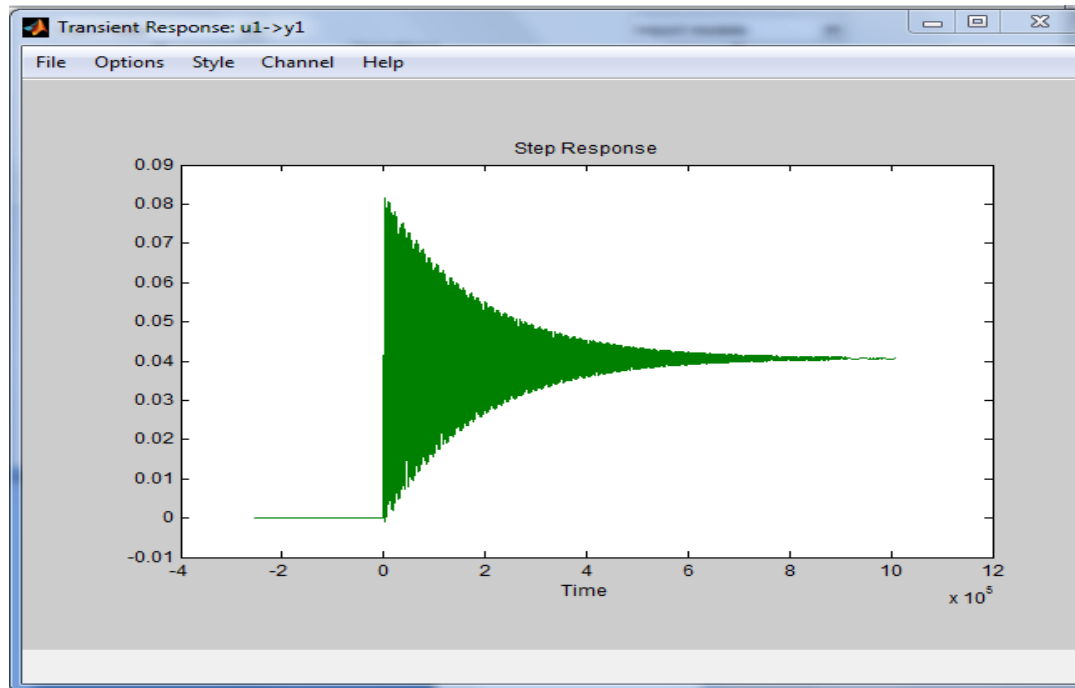 Transient Response: u1->y1
File Options Style Channel Help
Step Response
0.09
0.08
0.07
0.06
0.05
0.04
0.03
0.02
0.01
0
-0.01
-4 -2 0 2 4 6 8 10 12
Time
x 10^5